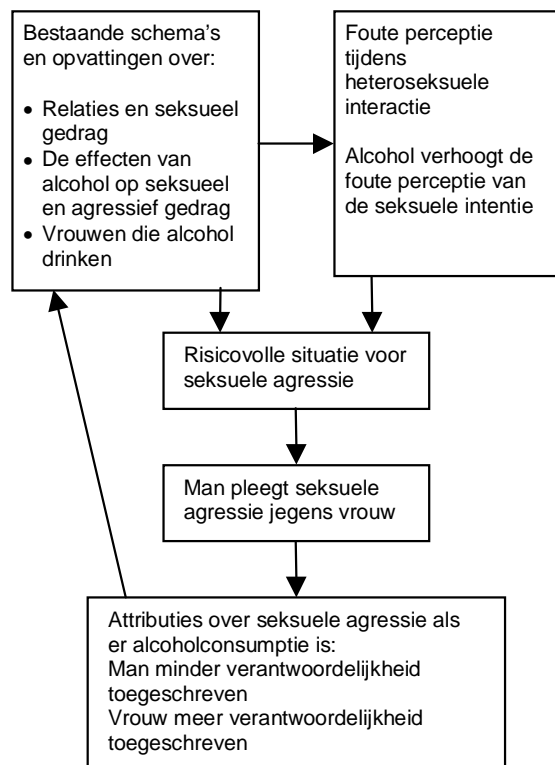 Bestaande schema's
en opvattingen over:
• Relaties en seksueel
gedrag
• De effecten van
alcohol op seksueel
en agressief gedrag
• Vrouwen die alcohol
drinken
Foute perceptie
tijdens
heteroseksuele
interactie
Alcohol verhoogt de
foute perceptie van
de seksuele intentie
Risicovolle situatie voor
seksuele agressie
Man pleegt seksuele
agressie jegens vrouw
Attributies over seksuele agressie als
er alcoholconsumptie is:
Man minder verantwoordelijkheid
toegeschreven
Vrouw meer verantwoordelijkheid
toegeschreven